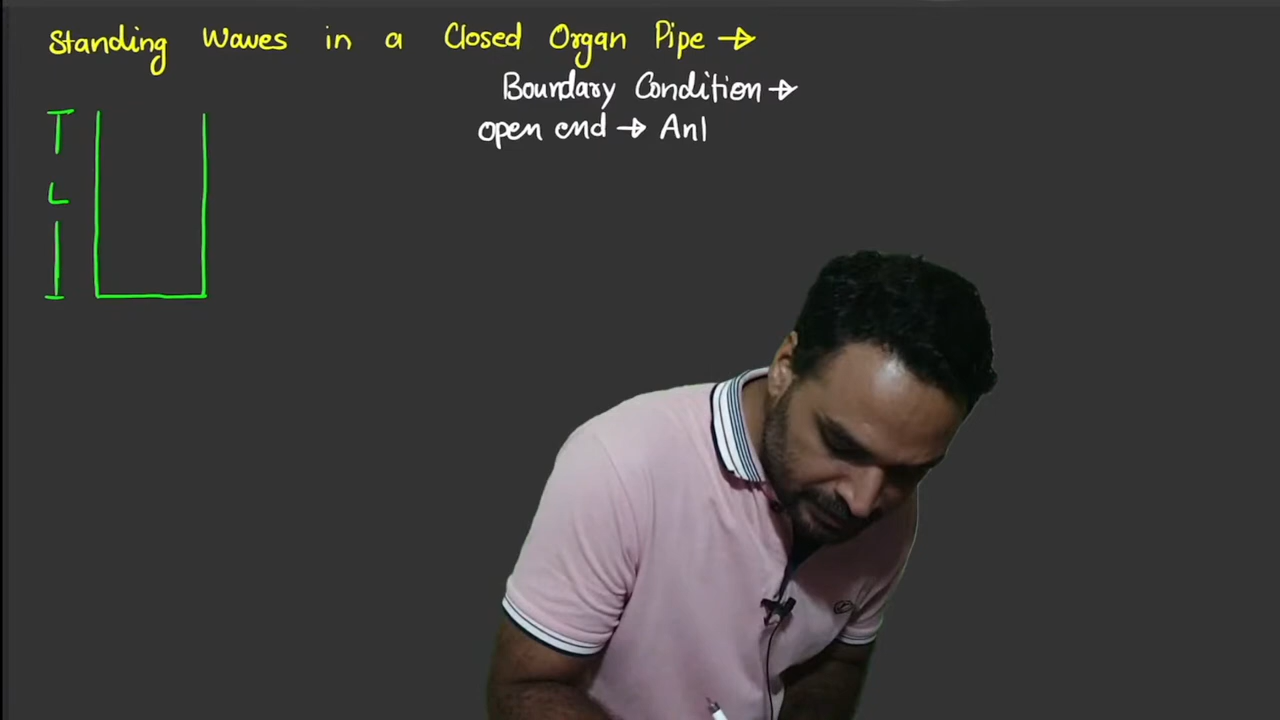 Standing Waves in a Closed Organ Pipe →
Boundary Condition →
open end → An
L